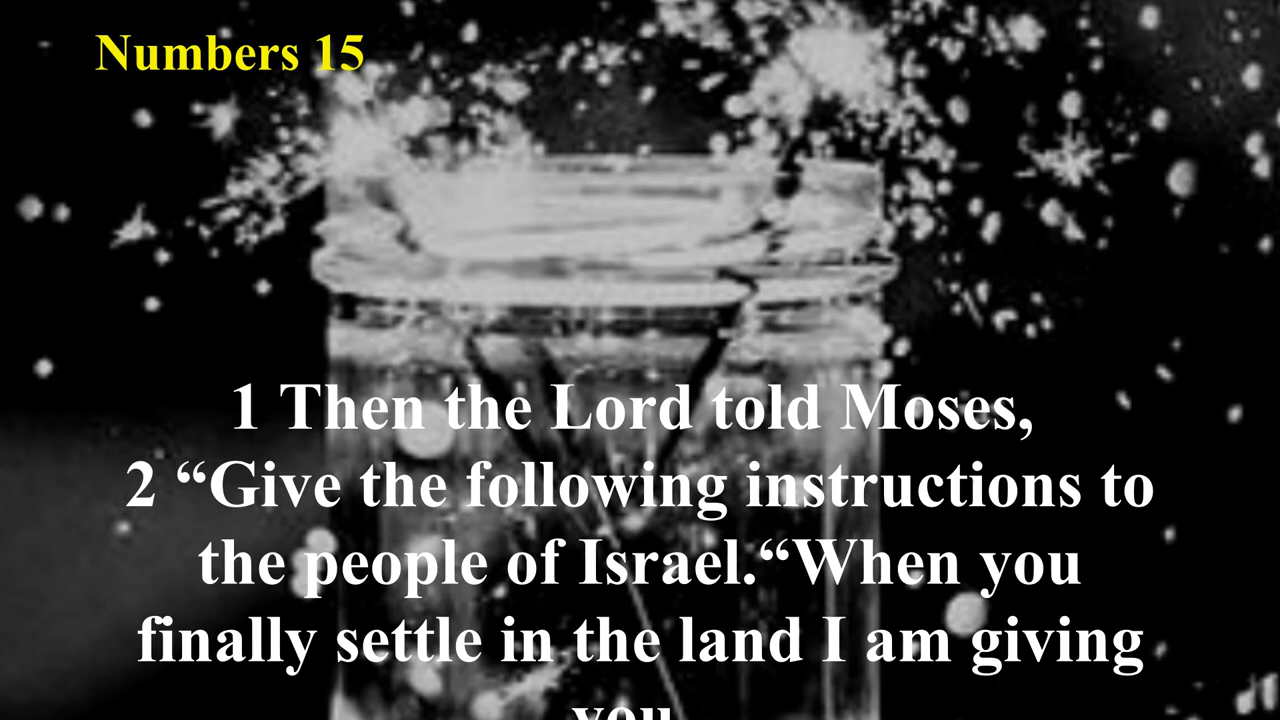 Numbers 15
1 Then the Lord told Moses,
2 “Give the following instructions to
the people of Israel.“When you
finally settle in the land I am giving
you